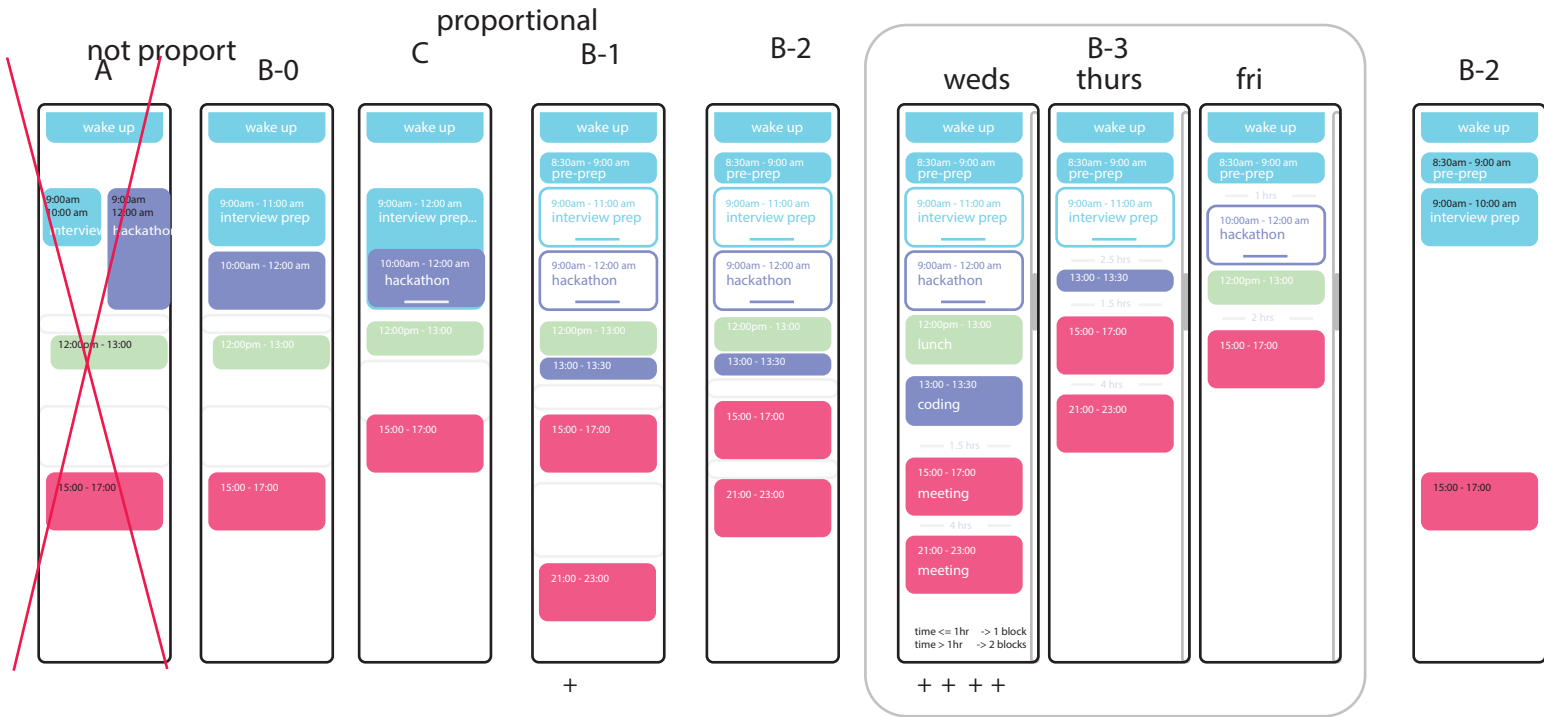 proportional
not proport
A
B-0
C
B-1
B-2
B-3
weds
thurs
fri
B-2
wake up
9:00am
10:00 am
interview
9:00am
12:00 am
hackathon
12:00pm - 13:00
15:00 - 17:00
wake up
9:00am - 11:00 am
interview prep
10:00am - 12:00 am
12:00pm - 13:00
15:00 - 17:00
wake up
9:00am - 12:00 am
interview prep...
10:00am - 12:00 am
hackathon
12:00pm - 13:00
15:00 - 17:00
wake up
8:30am - 9:00 am
pre-prep
9:00am - 11:00 am
interview prep
9:00am - 12:00 am
hackathon
12:00pm - 13:00
13:00 - 13:30
15:00 - 17:00
21:00 - 23:00
+
wake up
8:30am - 9:00 am
pre-prep
9:00am - 11:00 am
interview prep
9:00am - 12:00 am
hackathon
12:00pm - 13:00
13:00 - 13:30
15:00 - 17:00
21:00 - 23:00
wake up
8:30am - 9:00 am
pre-prep
9:00am - 11:00 am
interview prep
9:00am - 12:00 am
hackathon
12:00pm - 13:00
lunch
13:00 - 13:30
coding
1.5 hrs
15:00 - 17:00
meeting
4 hrs
21:00 - 23:00
meeting
time <= 1hr -> 1 block
time > 1hr -> 2 blocks
+ + + +
wake up
8:30am - 9:00 am
pre-prep
9:00am - 11:00 am
interview prep
2.5 hrs
13:00 - 13:30
1.5 hrs
15:00 - 17:00
4 hrs
21:00 - 23:00
wake up
8:30am - 9:00 am
pre-prep
1 hrs
10:00am - 12:00 am
hackathon
12:00pm - 13:00
2 hrs
15:00 - 17:00
wake up
8:30am - 9:00 am
pre-prep
9:00am - 10:00 am
interview prep
15:00 - 17:00